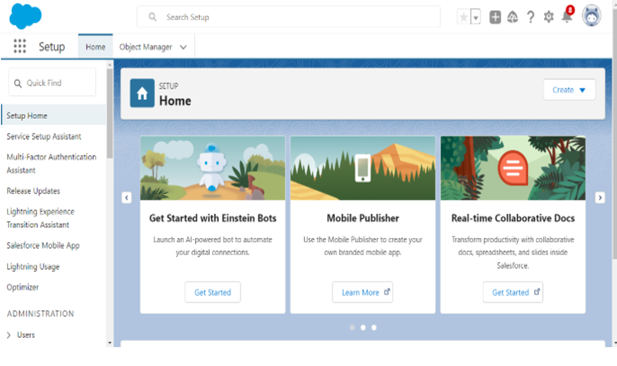 Search Setup
8
Setup
Home
Object Manager
Quick Find
Setup Home
Service Setup Assistant
Multi-Factor Authentication
Assistant
Release Updates
Lightning Experience
Transition Assistant
Salesforce Mobile App
Lightning Usage
Optimizer
ADMINISTRATION
Users
SETUP
Home
Create
Get Started with Einstein Bots
Launch an AI-powered bot to automate
your digital connections.
Get Started
Mobile Publisher
Use the Mobile Publisher to create your
own branded mobile app.
Learn More
Real-time Collaborative Docs
Transform productivity with collaborative
docs, spreadsheets, and slides inside
Salesforce.
Get Started